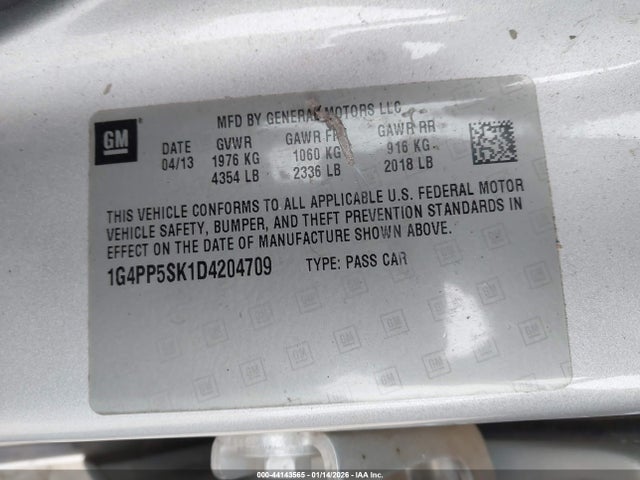 MFD BY GENERAL MOTORS LLC
GM
DATE GVWR GAWR FR GAWR RR
04/13 1976 KG 1060 KG 916 KG
4354 LB 2336 LB 2018 LB
THIS VEHICLE CONFORMS TO ALL APPLICABLE U.S. FEDERAL MOTOR
VEHICLE SAFETY, BUMPER, AND THEFT PREVENTION STANDARDS IN
EFFECT ON THE DATE OF MANUFACTURE SHOWN ABOVE.
1G4PP5SK1D4204709 TYPE: PASS CAR
000-44143565 | 01/14/2026 | IAA Inc.